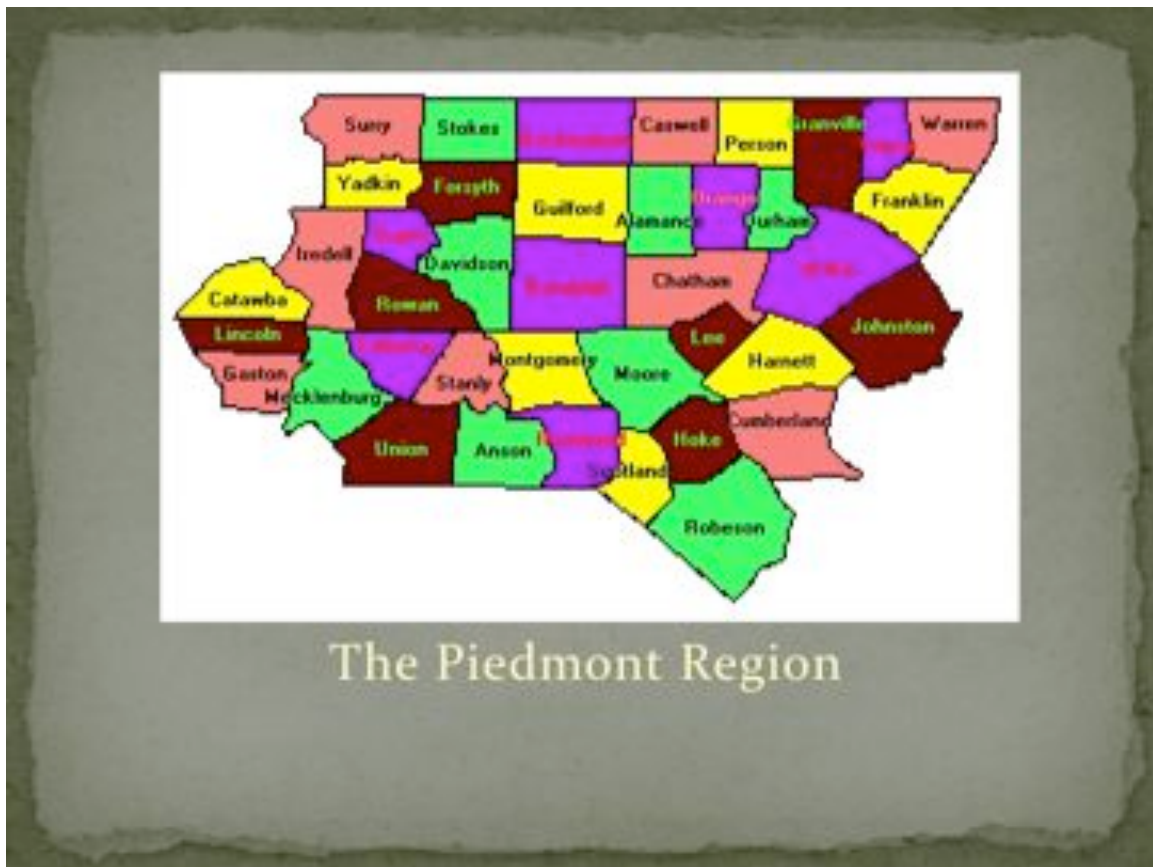 Surry
Stokes
Caswell
Person
Granville
Warren
Yadkin
Forsyth
Guilford
Alamance
Orange
Durham
Franklin
Iredell
Davidson
Chatham
Catawba
Rowan
Lincoln
Lee
Johnston
Gaston
Mecklenburg
Stanly
Montgomery
Moore
Harnett
Union
Anson
Scotland
Hoke
Cumberland
Robeson
The Piedmont Region